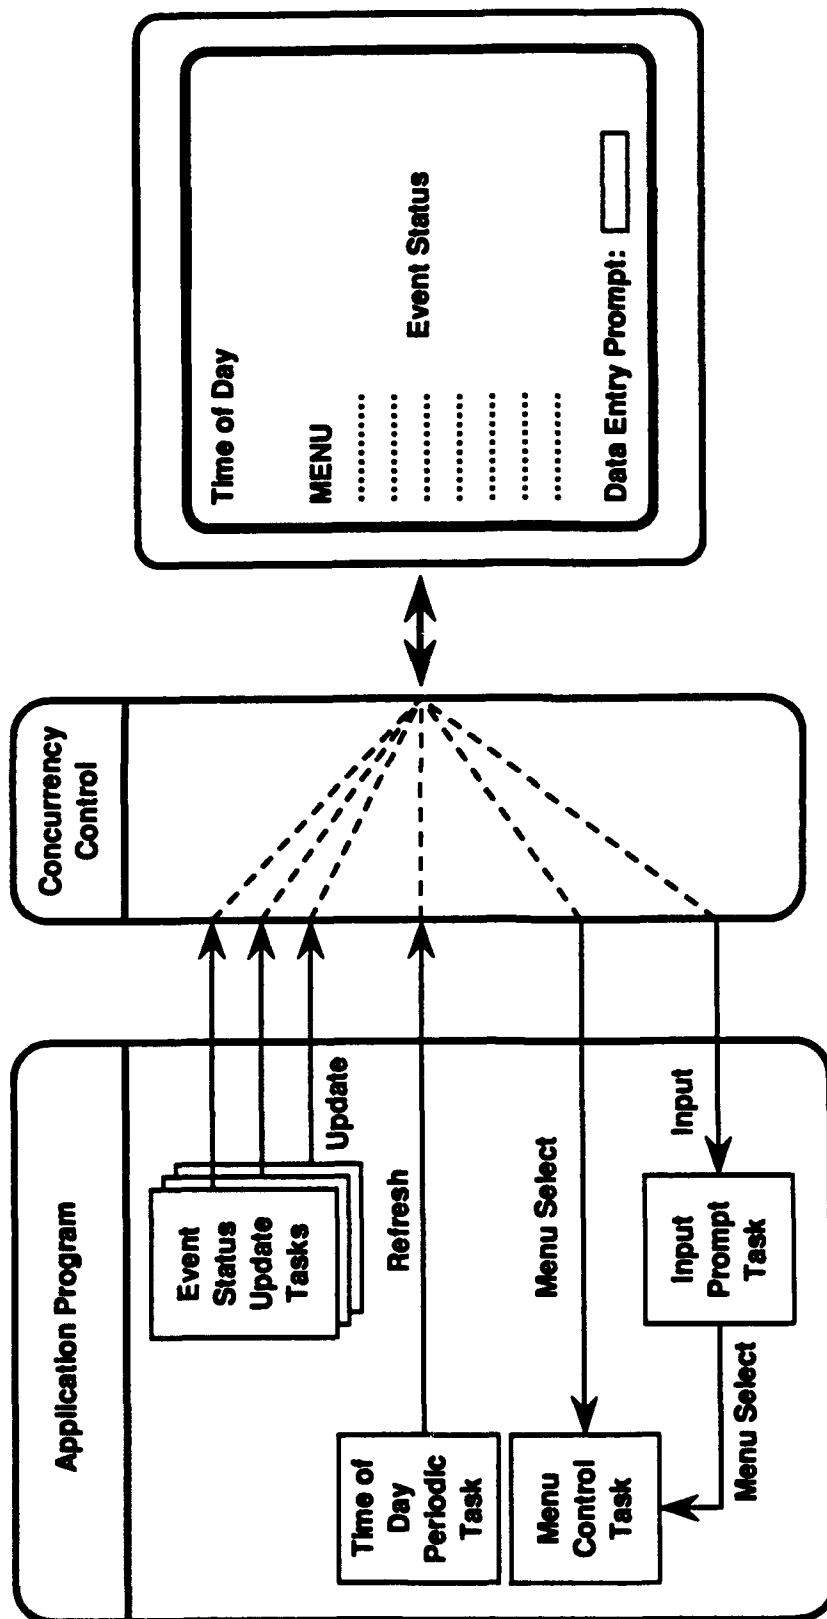 Application Program
Event
Status
Update
Tasks
Update
Time of
Day
Periodic
Task
Refresh
Menu
Control
Task
Menu Select
Input
Prompt
Task
Input
Menu Select
Concurrency
Control
Time of Day
MENU
..............
..............
..............
..............
..............
..............
..............
Event Status
Data Entry Prompt: